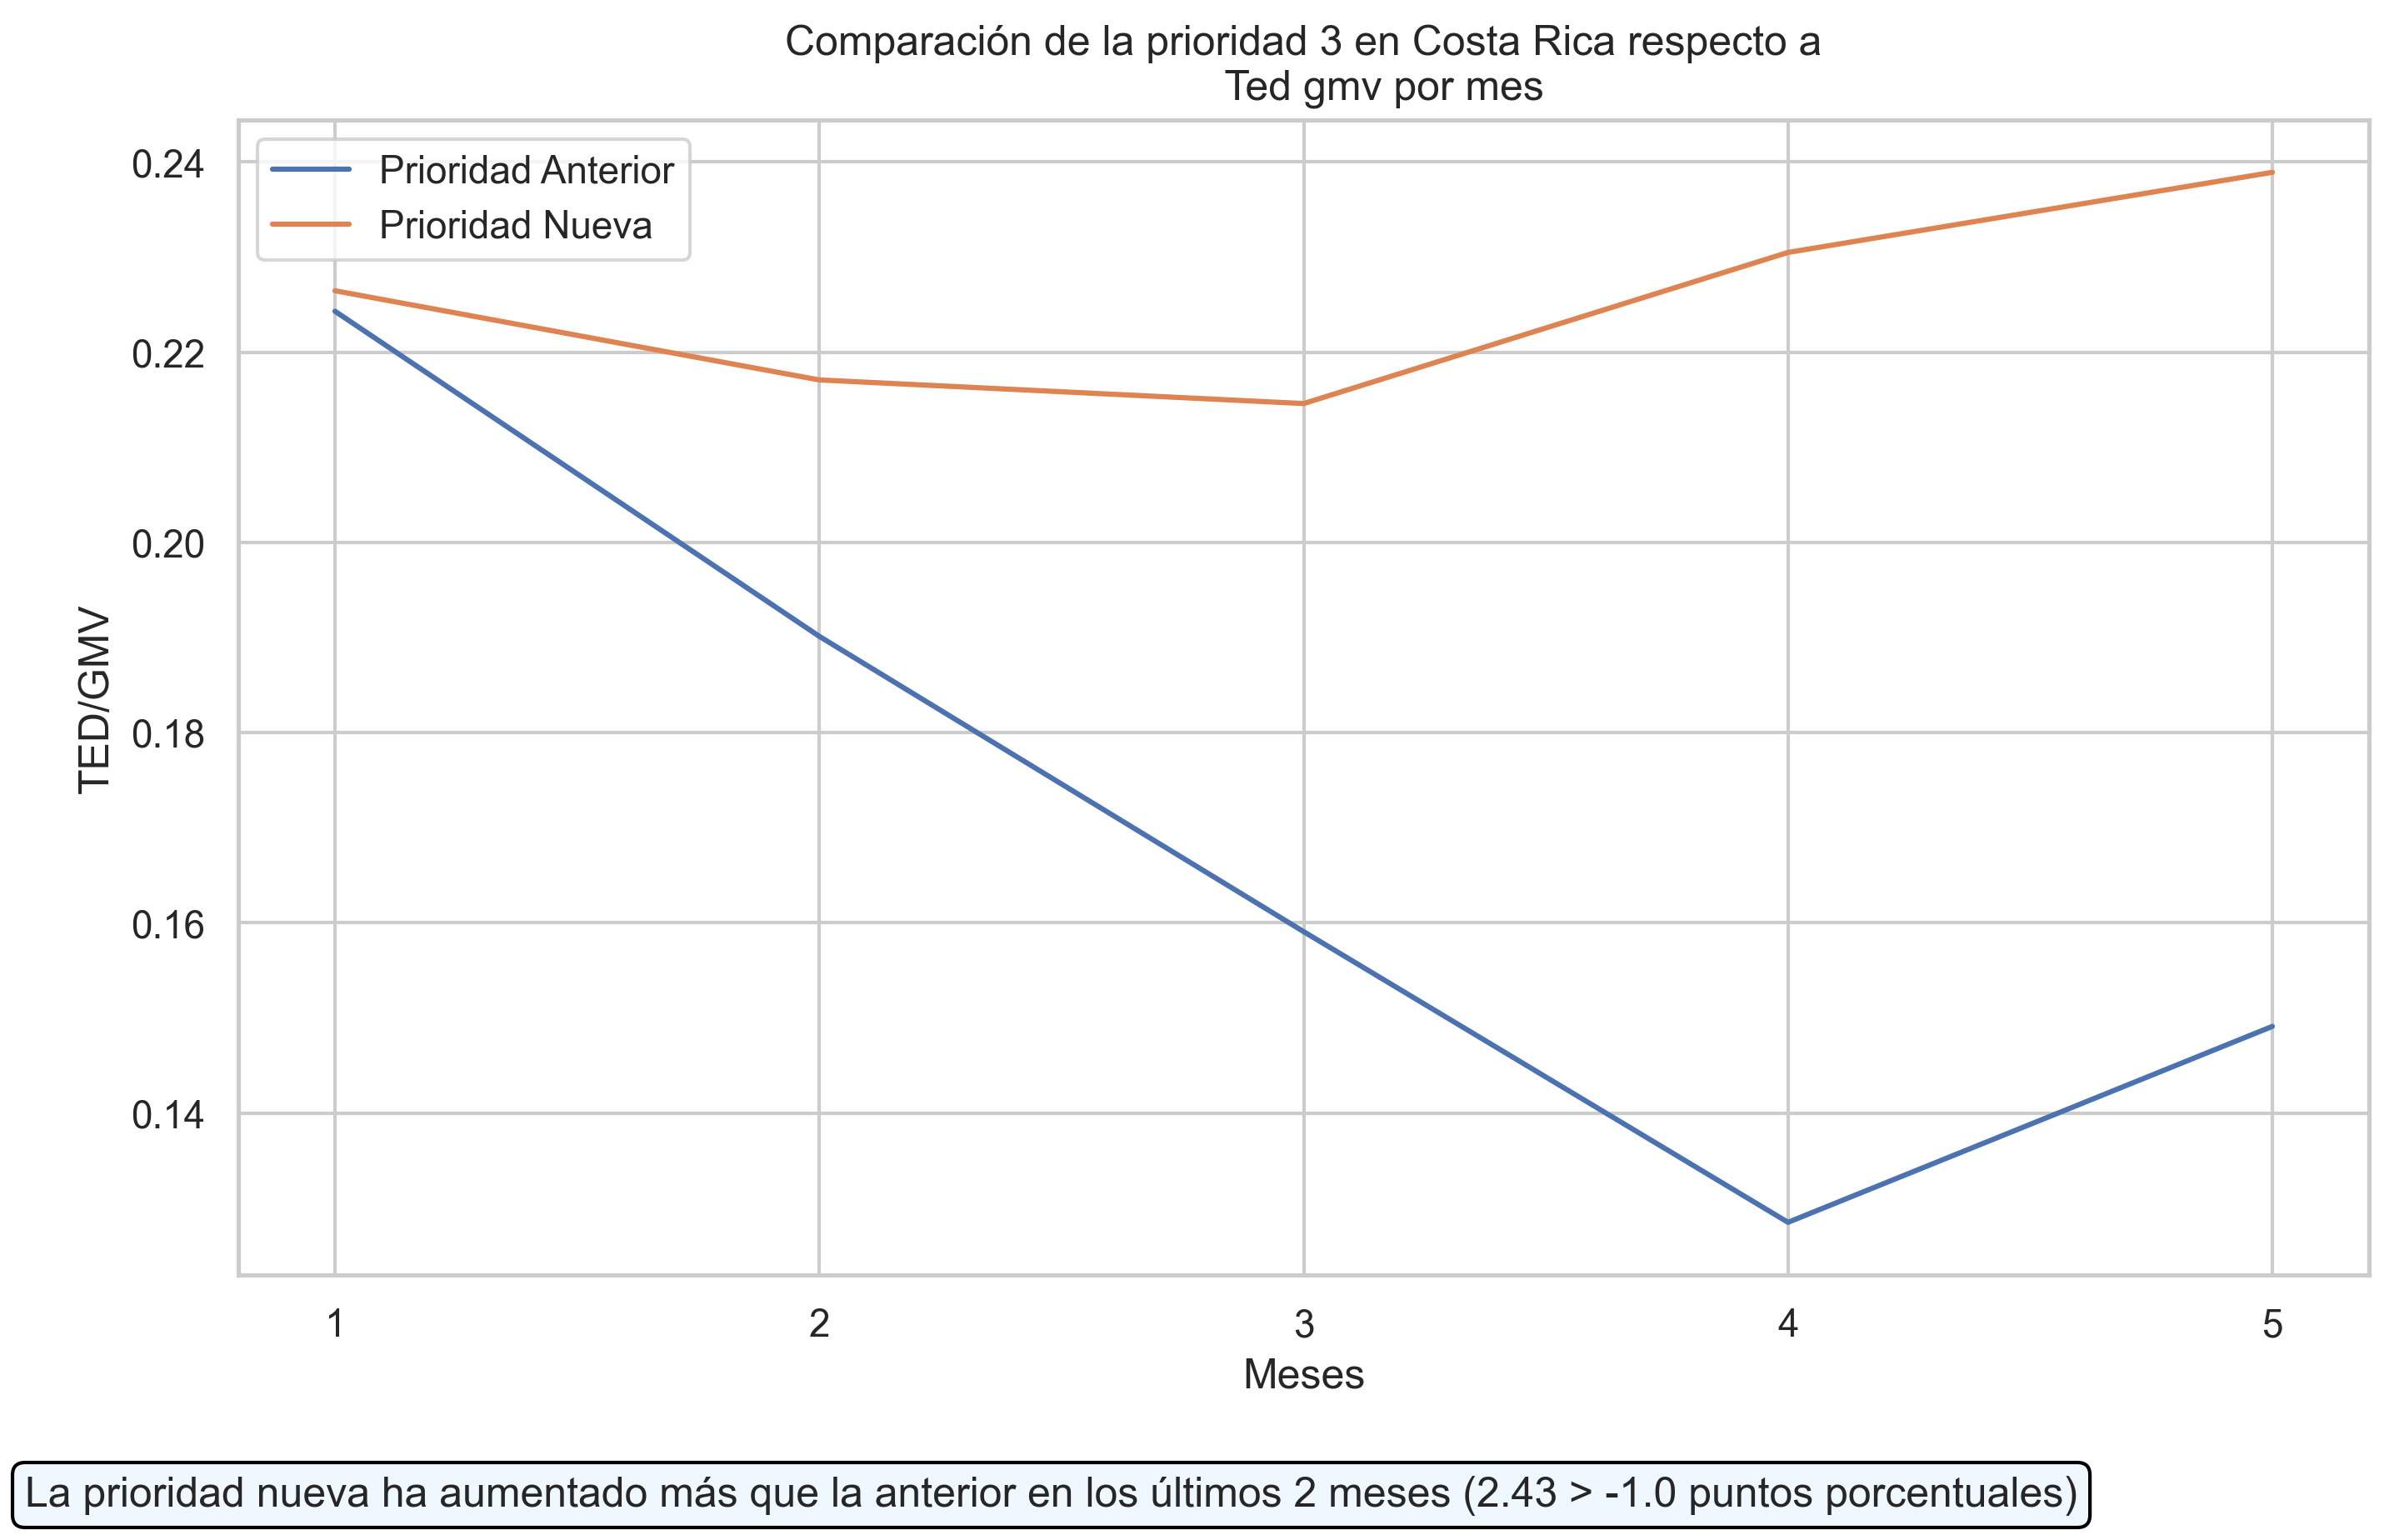 Comparación de la prioridad 3 en Costa Rica respecto a
Ted gmv por mes
Prioridad Anterior
Prioridad Nueva
0.24
0.22
0.20
0.18
0.16
0.14
TED/GMV
1 2 3 4 5
Meses
La prioridad nueva ha aumentado más que la anterior en los últimos 2 meses (2.43 > -1.0 puntos porcentuales)